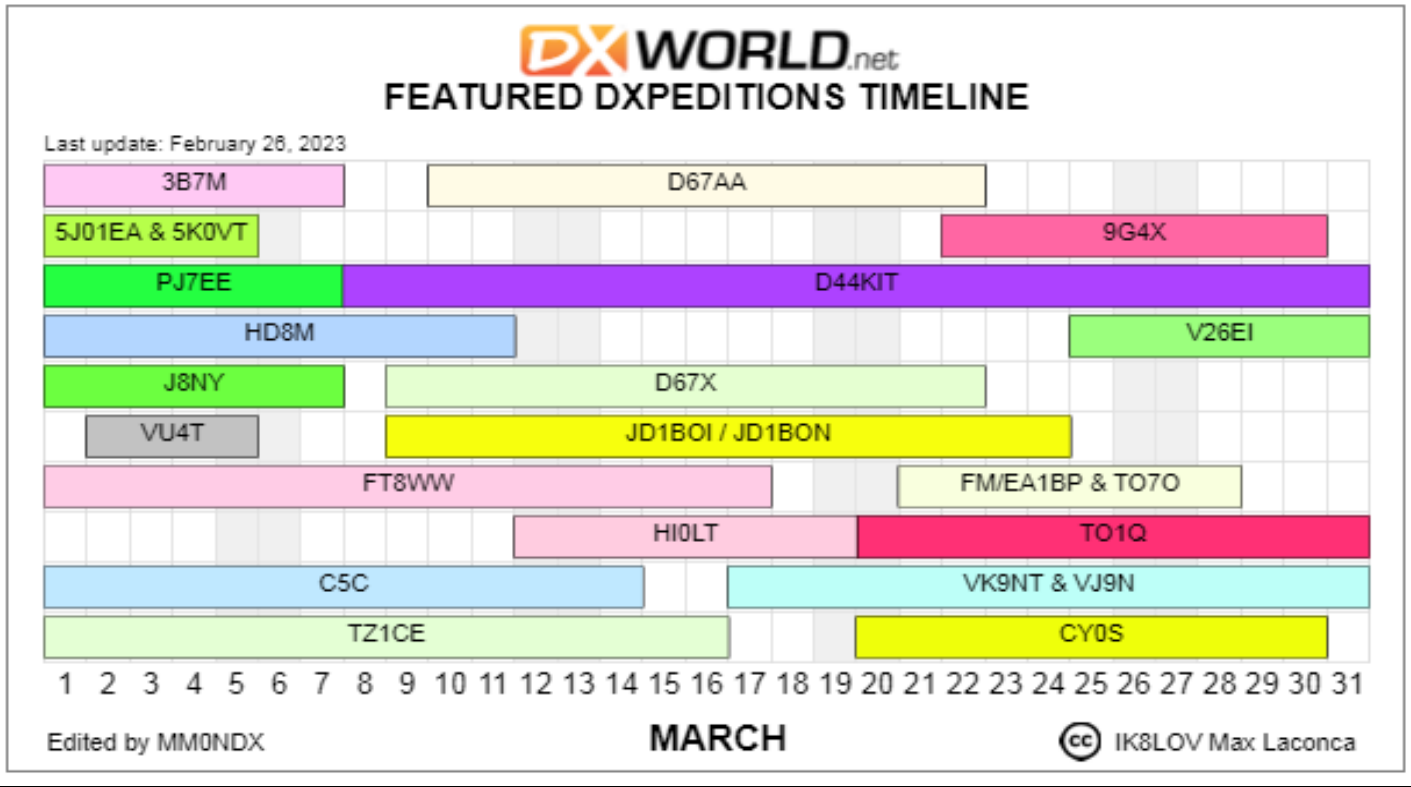 DX WORLD.net
FEATURED DXPEDITIONS TIMELINE
Last update: February 26, 2023
3B7M D67AA
5J01EA & 5K0VT 9G4X
PJ7EE D44KIT
HD8M V26EI
J8NY D67X
VU4T JD1BOI / JD1BON
FT8WW FM/EA1BP & TO7O
HI0LT TO1Q
C5C VK9NT & VJ9N
TZ1CE CY0S
1 2 3 4 5 6 7 8 9 10 11 12 13 14 15 16 17 18 19 20 21 22 23 24 25 26 27 28 29 30 31
Edited by MM0NDX MARCH cc IK8LOV Max Laconca